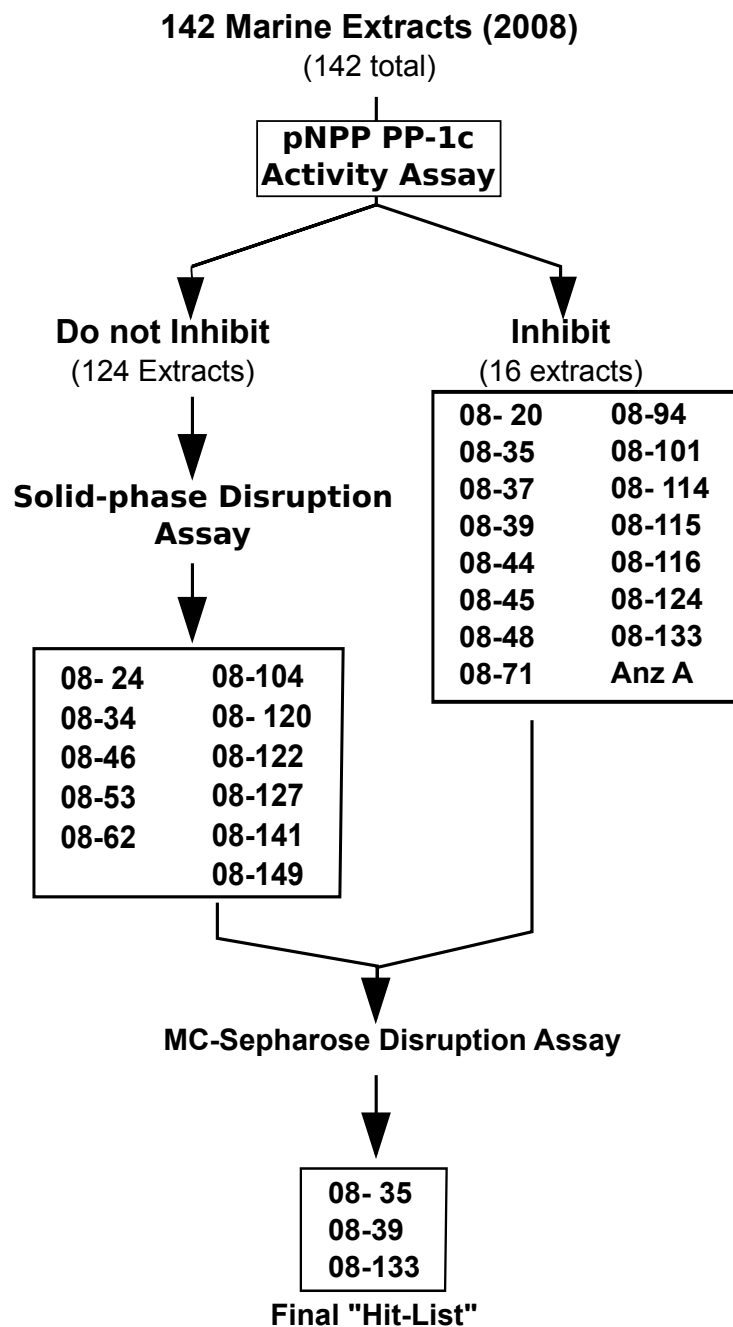 142 Marine Extracts (2008)
(142 total)
pNPP PP-1c
Activity Assay
Do not Inhibit
(124 Extracts)
Inhibit
(16 extracts)
08- 20
08-35
08-37
08-39
08-44
08-45
08-48
08-71
08-94
08-101
08- 114
08-115
08-116
08-124
08-133
Anz A
Solid-phase Disruption
Assay
08- 24
08-34
08-46
08-53
08-62
08-104
08- 120
08-122
08-127
08-141
08-149
MC-Sepharose Disruption Assay
08- 35
08-39
08-133
Final "Hit-List"